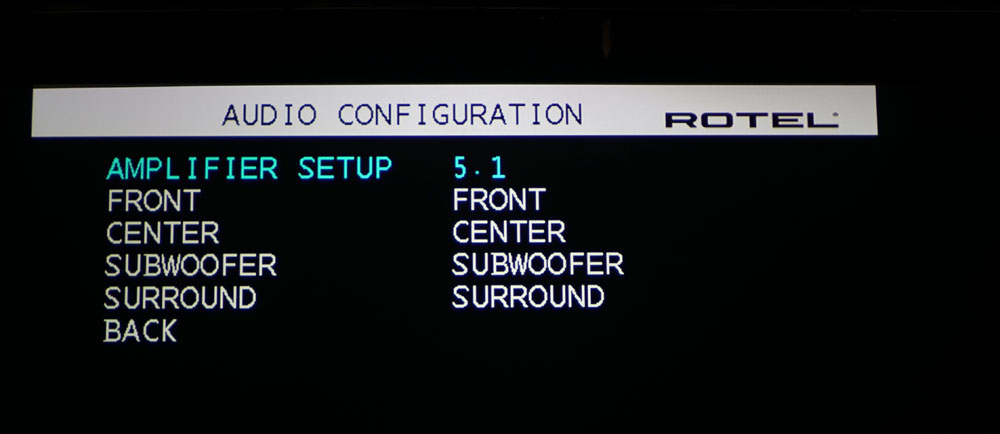 AUDIO CONFIGURATION ROTEL
AMPLIFIER SETUP 5.1
FRONT FRONT
CENTER CENTER
SUBWOOFER SUBWOOFER
SURROUND SURROUND
BACK